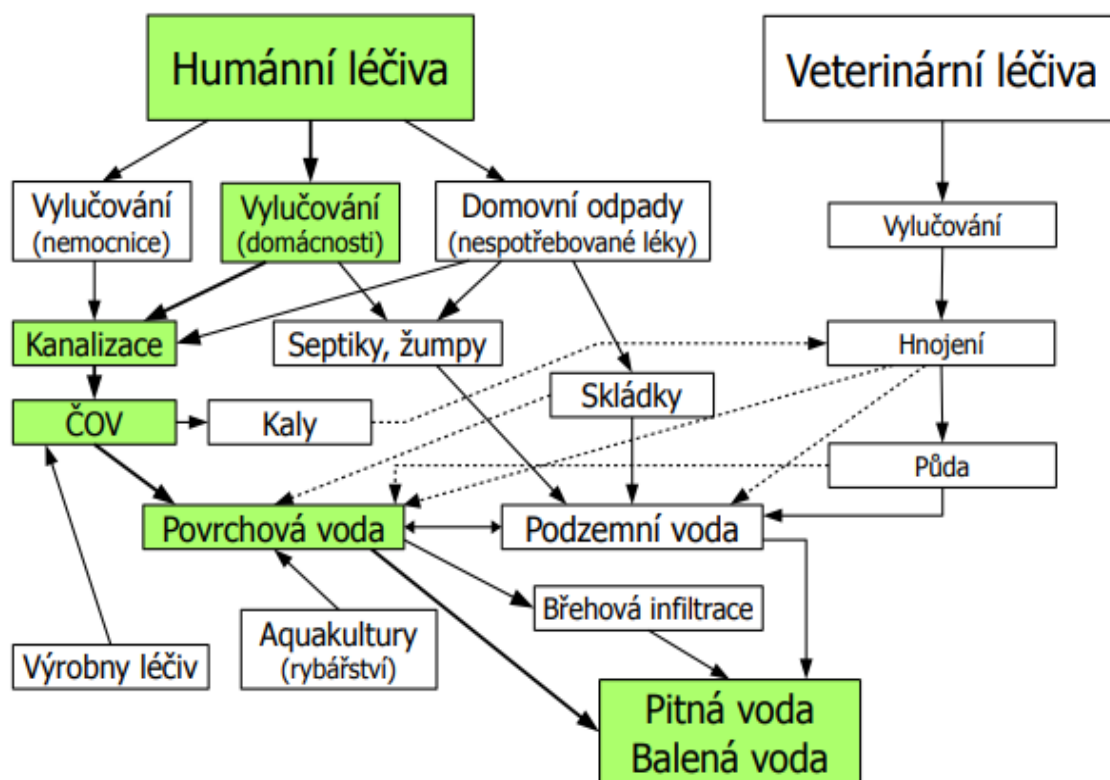 Humánní léčiva
Veterinární léčiva
Vylučování
(nemocnice)
Vylučování
(domácnosti)
Domovní odpady
(nespotřebované léky)
Vylučování
Kanalizace
Septiky, žumpy
Hnojení
Skládky
ČOV
Kaly
Půda
Povrchová voda
Podzemní voda
Břehová infiltrace
Aquakultury
(rybářství)
Výrobny léčiv
Pitná voda
Balená voda